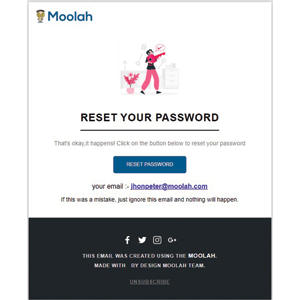 Moolah
RESET YOUR PASSWORD
That's okay,it happens! Click on the button below to reset your password
RESET PASSWORD
your email :- jhonpeter@moolah.com
If this was a mistake, just ignore this email and nothing will happen.
THIS EMAIL WAS CREATED USING THE MOOLAH.
MADE WITH BY DESIGN MOOLAH TEAM.
UNSUBSCRIBE